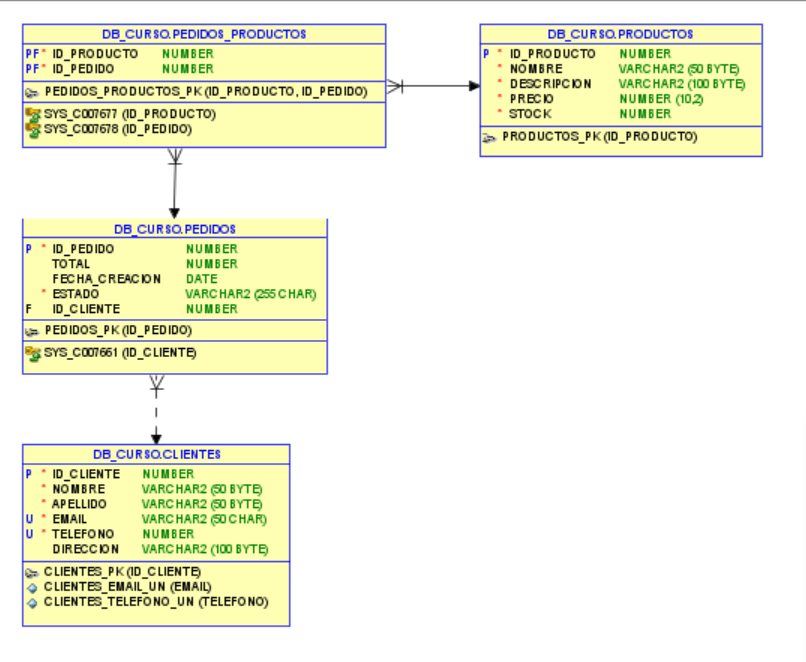 DB_CURSO.PEDIDOS_PRODUCTOS
PF* ID_PRODUCTO NUMBER
PF* ID_PEDIDO NUMBER
PEDIDOS_PRODUCTOS_PK (ID_PRODUCTO, ID_PEDIDO)
SYS_C007677 (ID_PRODUCTO)
SYS_C007678 (ID_PEDIDO)
DB_CURSO.PRODUCTOS
P * ID_PRODUCTO NUMBER
* NOMBRE VARCHAR2 (50 BYTE)
* DESCRIPCION VARCHAR2 (100 BYTE)
* PRECIO NUMBER (10,2)
* STOCK NUMBER
PRODUCTOS_PK (ID_PRODUCTO)
DB_CURSO.PEDIDOS
P * ID_PEDIDO NUMBER
TOTAL NUMBER
FECHA_CREACION DATE
* ESTADO VARCHAR2 (255 CHAR)
F ID_CLIENTE NUMBER
PEDIDOS_PK (ID_PEDIDO)
SYS_C007661 (ID_CLIENTE)
DB_CURSO.CLIENTES
P * ID_CLIENTE NUMBER
* NOMBRE VARCHAR2 (50 BYTE)
* APELLIDO VARCHAR2 (50 BYTE)
U * EMAIL VARCHAR2 (50 CHAR)
U * TELEFONO NUMBER
DIRECCION VARCHAR2 (100 BYTE)
CLIENTES_PK (ID_CLIENTE)
CLIENTES_EMAIL_UN (EMAIL)
CLIENTES_TELEFONO_UN (TELEFONO)